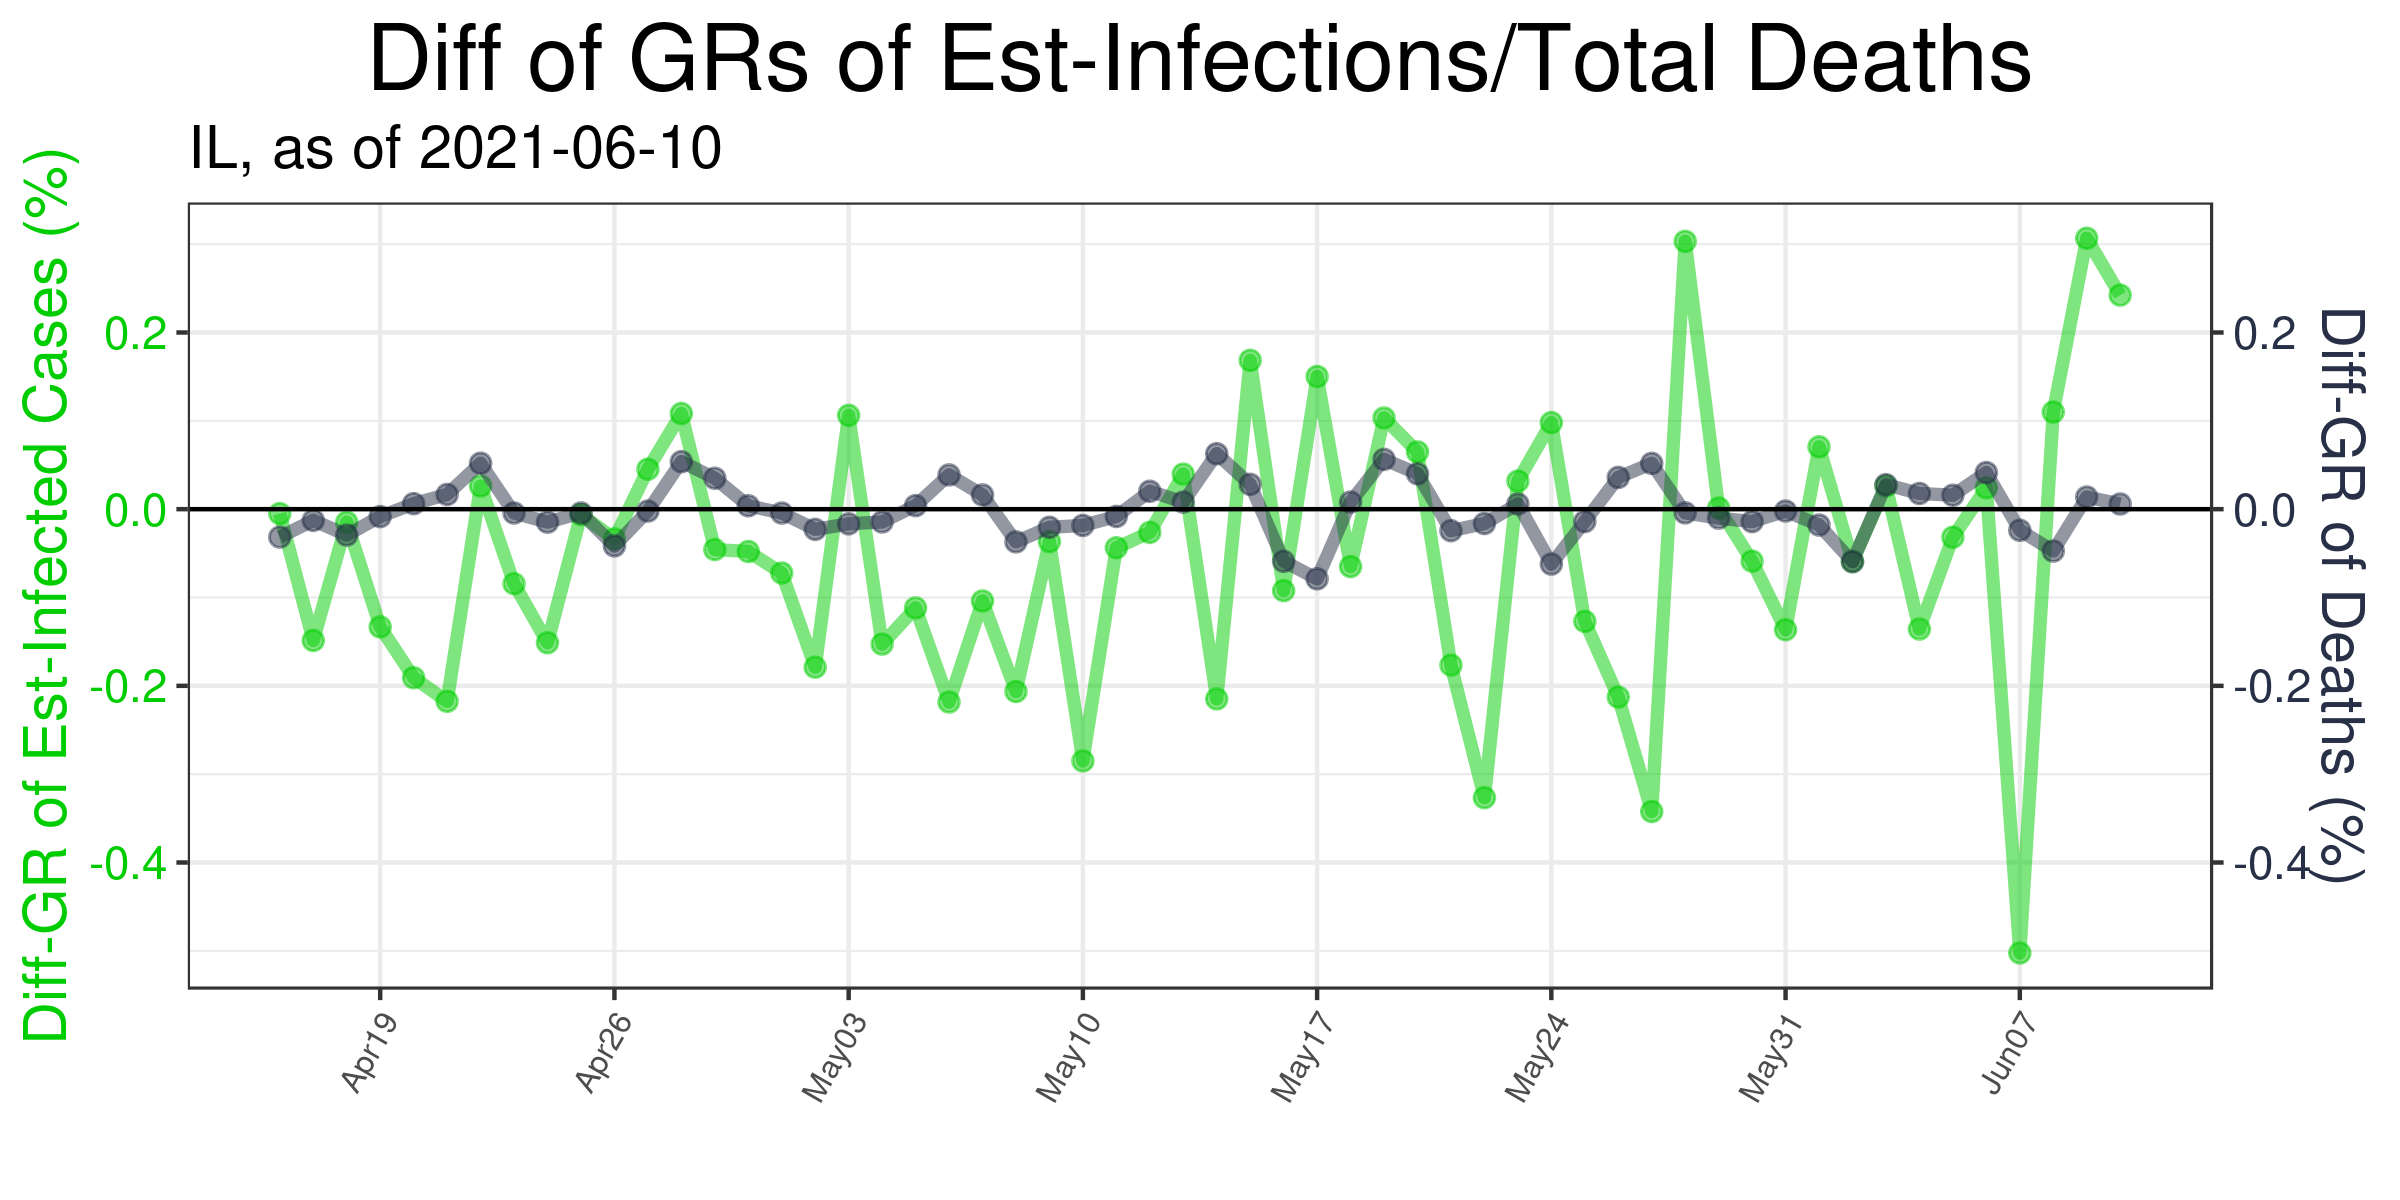 Diff of GRs of Est-Infections/Total Deaths
IL, as of 2021-06-10
Diff-GR of Est-Infected Cases (%)
0.2
0.0
-0.2
-0.4
0.2
0.0
-0.2
-0.4
Diff-GR of Deaths (%)
Apr19
Apr26
May03
May10
May17
May24
May31
Jun07